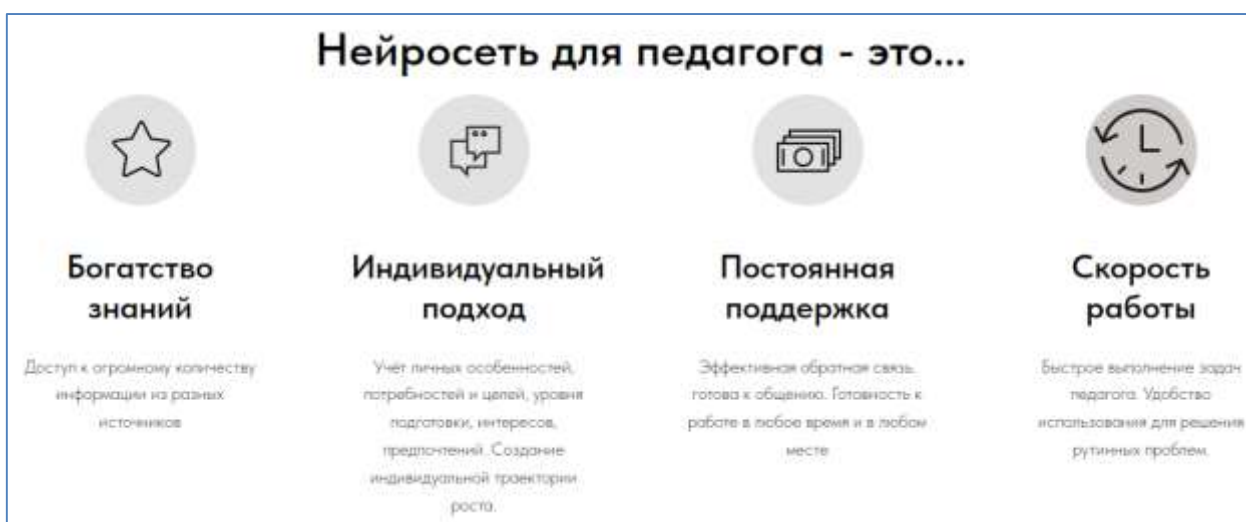 Нейросеть для педагога - это...
Богатство
знаний
Доступ к огромному количеству
информации из разных
источников
Индивидуальный
подход
Учёт личных особенностей,
потребностей и целей, уровня
подготовки, интересов,
предпочтений. Создание
индивидуальной траектории
роста.
Постоянная
поддержка
Эффективная обратная связь,
готова к общению. Готовность к
работе в любое время и в любом
месте
Скорость
работы
Быстрое выполнение задач
педагога. Удобство
использования для решения
рутинных проблем.